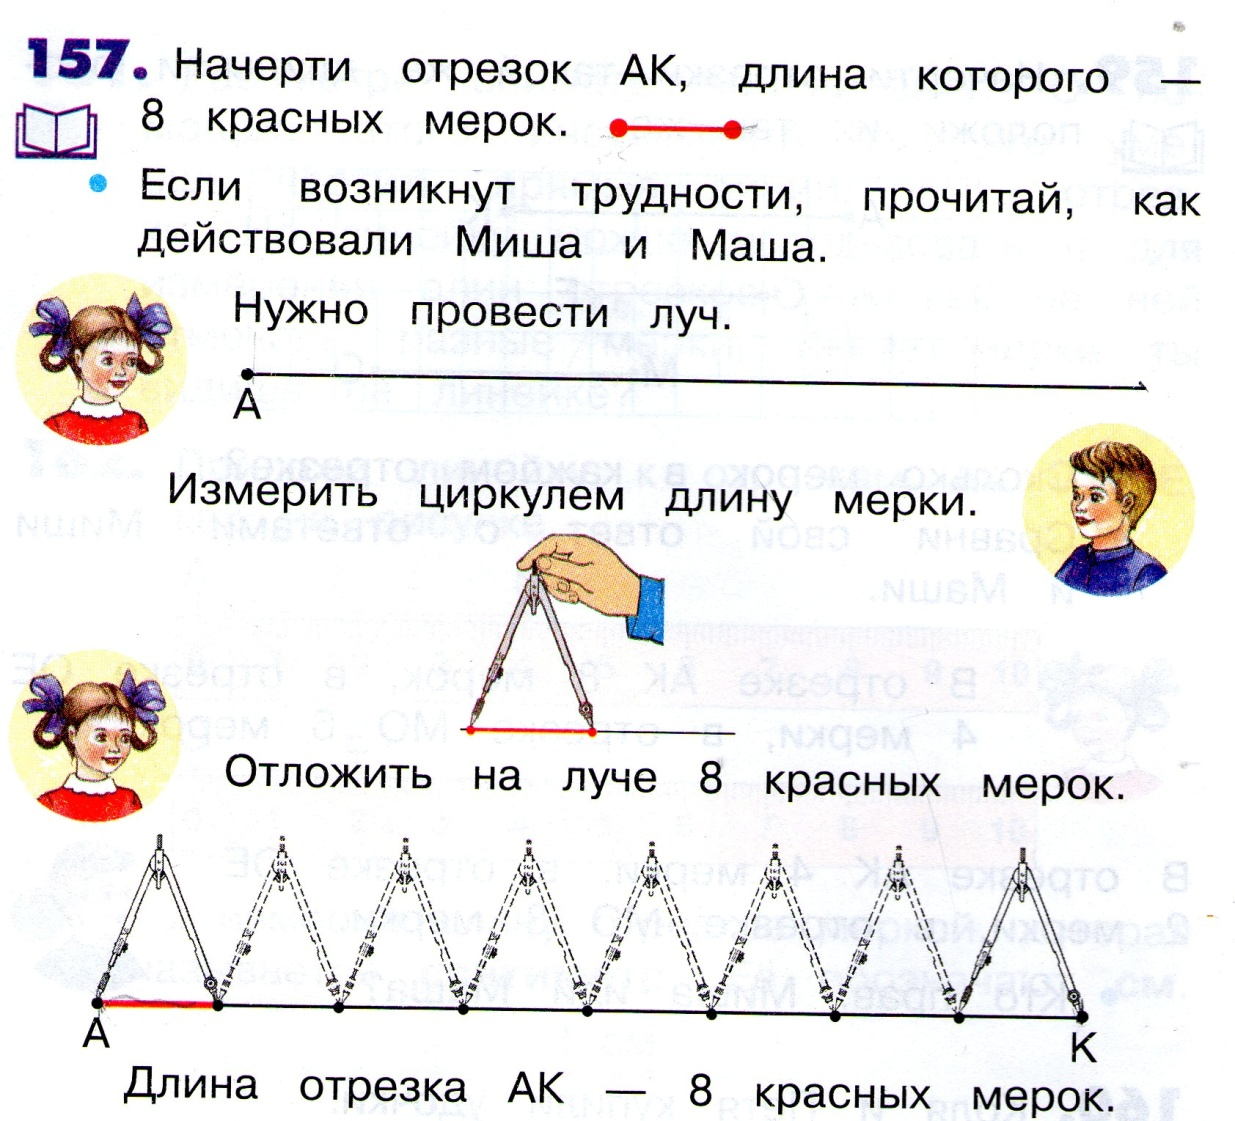 157. Начерти отрезок АК, длина которого —
8 красных мерок.
Если возникнут трудности, прочитай, как
действовали Миша и Маша.
Нужно провести луч.
А
Измерить циркулем длину мерки.
Отложить на луче 8 красных мерок.
А К
Длина отрезка АК — 8 красных мерок.